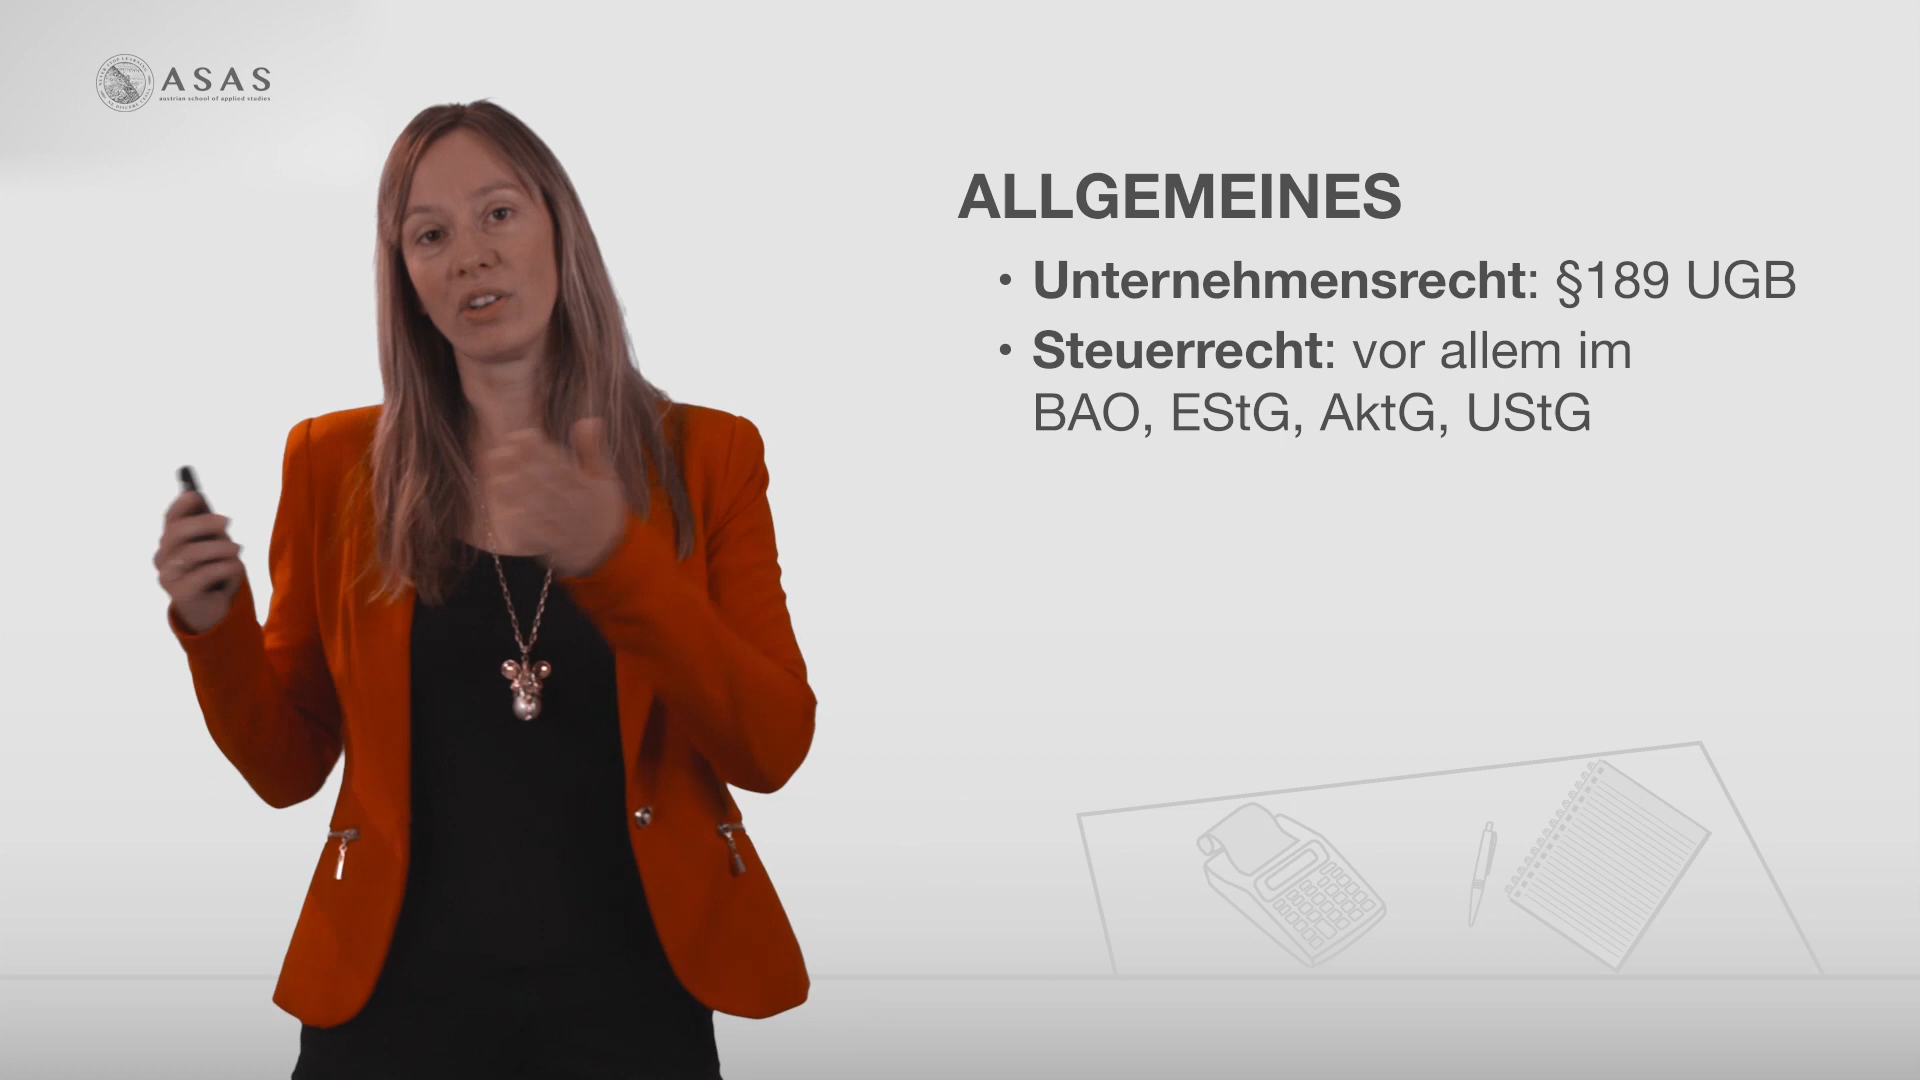 ASAS
austrian school of applied studies
ALLGEMEINES
• Unternehmensrecht: §189 UGB
• Steuerrecht: vor allem im
BAO, EStG, AktG, UStG